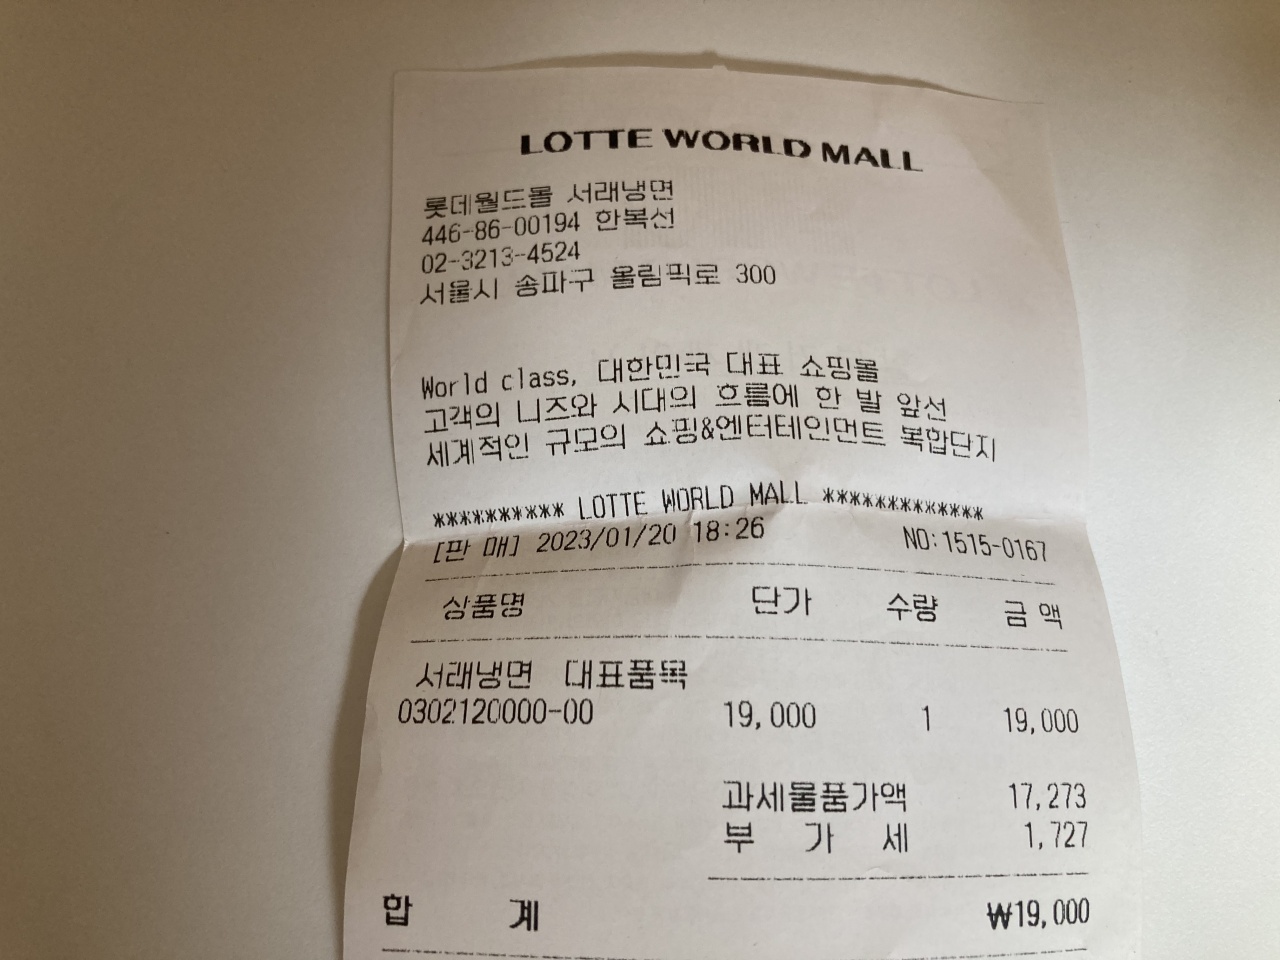 LOTTE WORLD MALL
롯데월드몰 서래냉면
446-86-00194 한복선
02-3213-4524
서울시 송파구 올림픽로 300
World class, 대한민국 대표 쇼핑몰
고객의 니즈와 시대의 흐름에 한 발 앞선
세계적인 규모의 쇼핑&엔터테인먼트 복합단지
********** LOTTE WORLD MALL *************
[판 매] 2023/01/20 18:26 NO:1515-0167
상품명 단가 수량 금 액
서래냉면 대표품목
0302120000-00 19,000 1 19,000
과세물품가액 17,273
부 가 세 1,727
합 계 ₩19,000